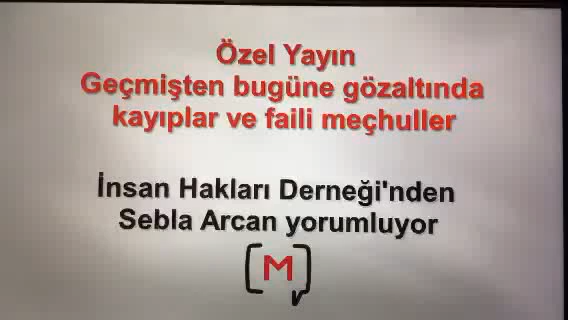 Özel Yayın
Geçmişten bugüne gözaltında
kayıplar ve faili meçhuller
İnsan Hakları Derneği'nden
Sebla Arcan yorumluyor
[M]
v